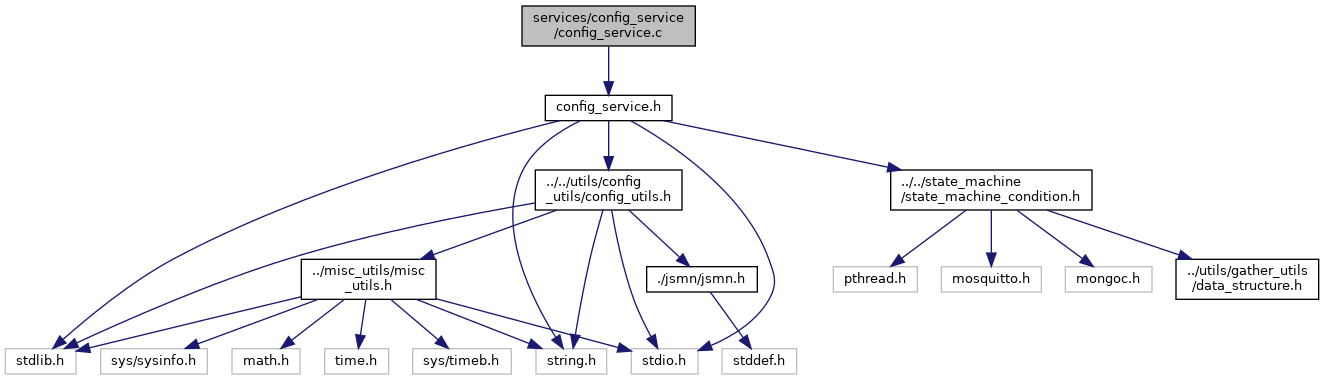 services/config_service
/config_service.c
config_service.h
../../utils/config
_utils/config_utils.h
../../state_machine
/state_machine_condition.h
../misc_utils/misc
_utils.h
./jsmn/jsmn.h
pthread.h
mosquitto.h
mongoc.h
../utils/gather_utils
/data_structure.h
stdlib.h
sys/sysinfo.h
math.h
time.h
sys/timeb.h
string.h
stdio.h
stddef.h